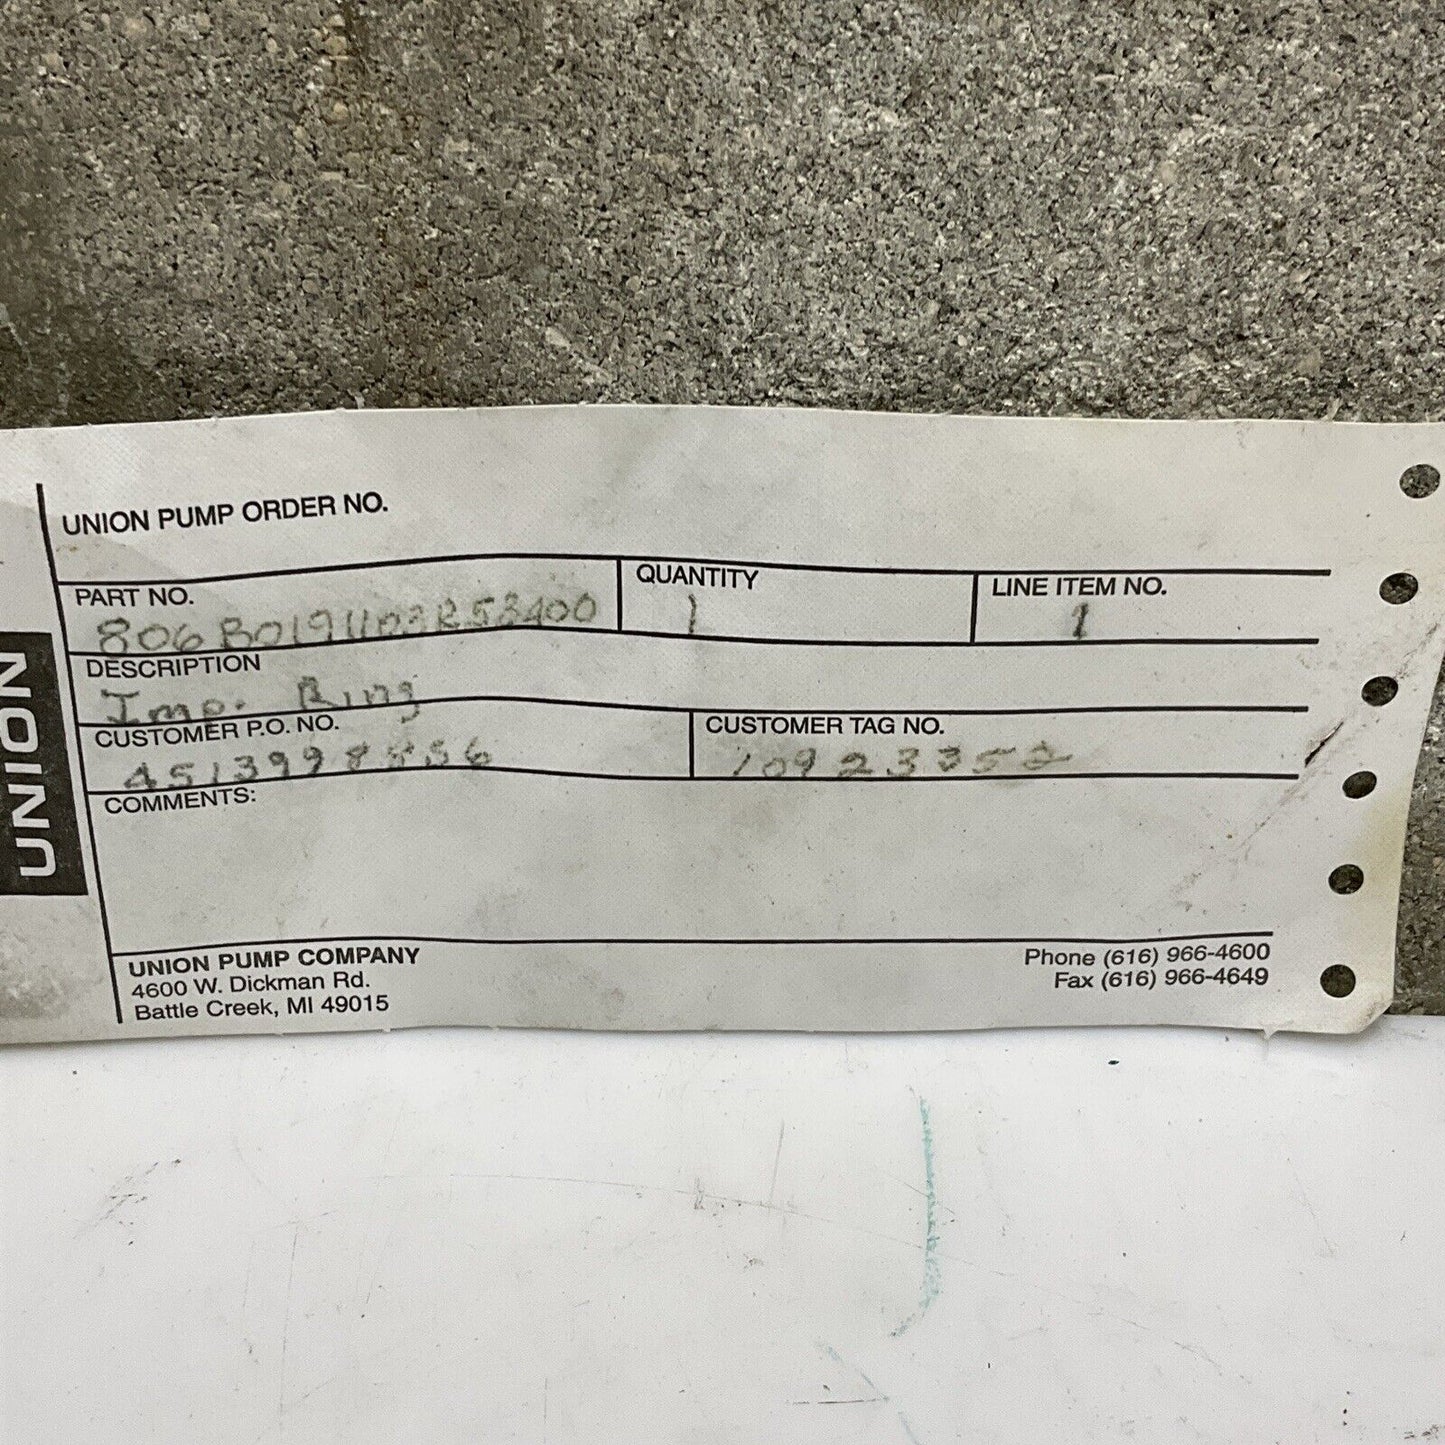 UNION
UNION PUMP ORDER NO.
PART NO. QUANTITY LINE ITEM NO.
1 1
DESCRIPTION
Imp. Ring
CUSTOMER P.O. NO. CUSTOMER TAG NO.
4513998856 10923352
COMMENTS:
UNION PUMP COMPANY
4600 W. Dickman Rd.
Battle Creek, MI 49015
Phone (616) 966-4600
Fax (616) 966-4649